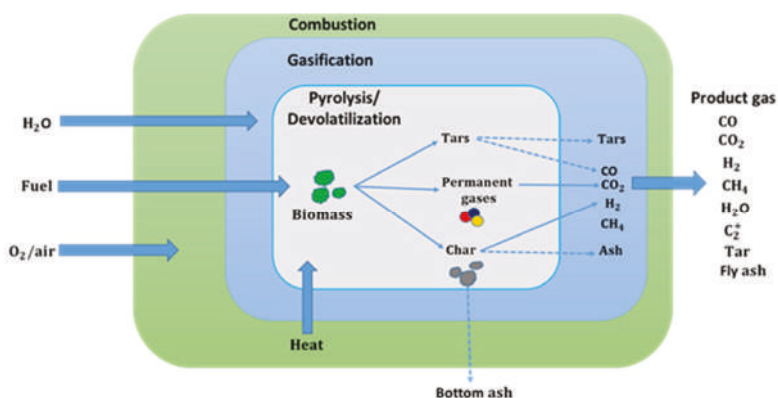 Combustion
Gasification
Pyrolysis/
Devolatilization
H₂O
Fuel
O₂/air
Biomass
Heat
Tars
Permanent
gases
Char
Tars
CO
CO₂
H₂
CH₄
Ash
Bottom ash
Product gas
CO
CO₂
H₂
CH₄
H₂O
C₂⁺
Tar
Fly ash